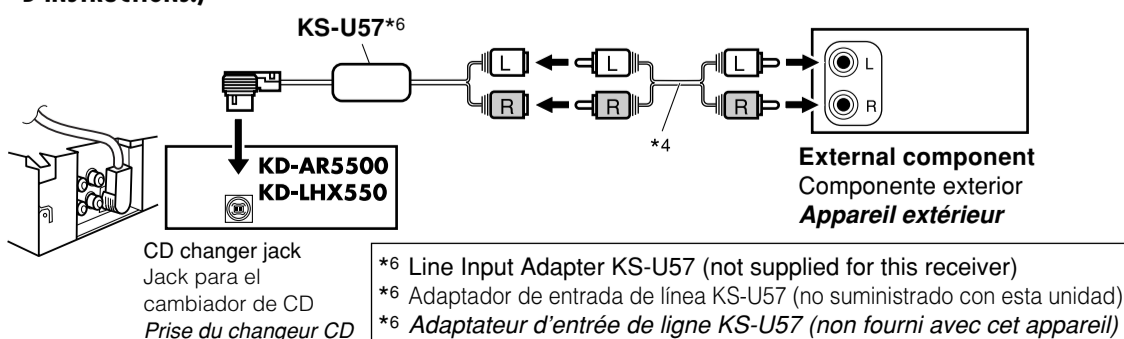 KS-U57*6
L
L
L
L
R
R
R
R
*4
KD-AR5500
KD-LHX550
External component
Componente exterior
Appareil extérieur
CD changer jack
Jack para el
cambiador de CD
Prise du changeur CD
*6 Line Input Adapter KS-U57 (not supplied for this receiver)
*6 Adaptador de entrada de línea KS-U57 (no suministrado con esta unidad)
*6 Adaptateur d'entrée de ligne KS-U57 (non fourni avec cet appareil)